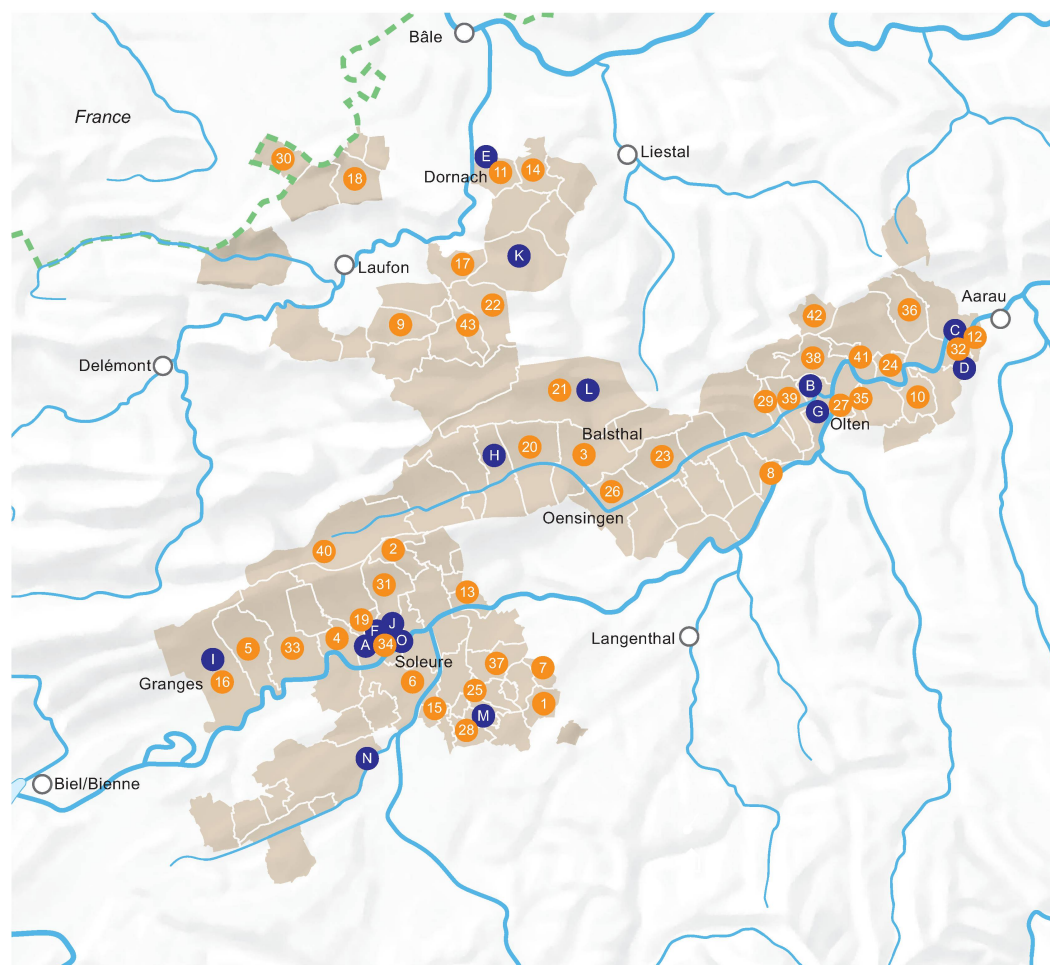 Bâle
France
30
18
E
Dornach
11
14
Liestal
K
17
Laufon
22
9
43
42
36
Aarau
C
12
32
D
Delémont
38
41
24
21
L
B
29
39
G
27
35
10
Olten
Balsthal
H
20
3
23
8
26
Oensingen
40
2
31
13
19
J
F
4
A
34
O
Soleure
5
33
I
Granges
16
Langenthal
37
7
6
25
1
15
M
28
N
Biel/Bienne